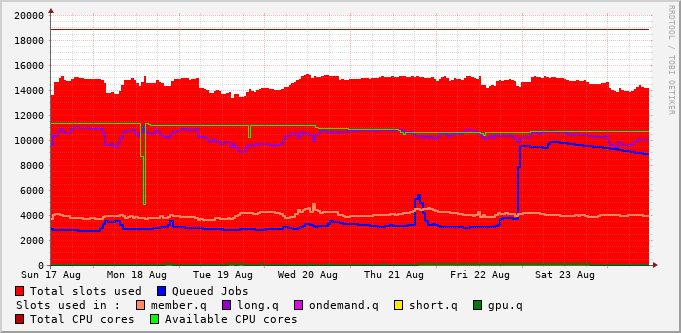 20000
18000
16000
14000
12000
10000
8000
6000
4000
2000
0
Sun 17 Aug Mon 18 Aug Tue 19 Aug Wed 20 Aug Thu 21 Aug Fri 22 Aug Sat 23 Aug
Total slots used Queued Jobs
Slots used in : member.q long.q ondemand.q short.q gpu.q
Total CPU cores Available CPU cores
RRDTOOL / TOBI OETIKER